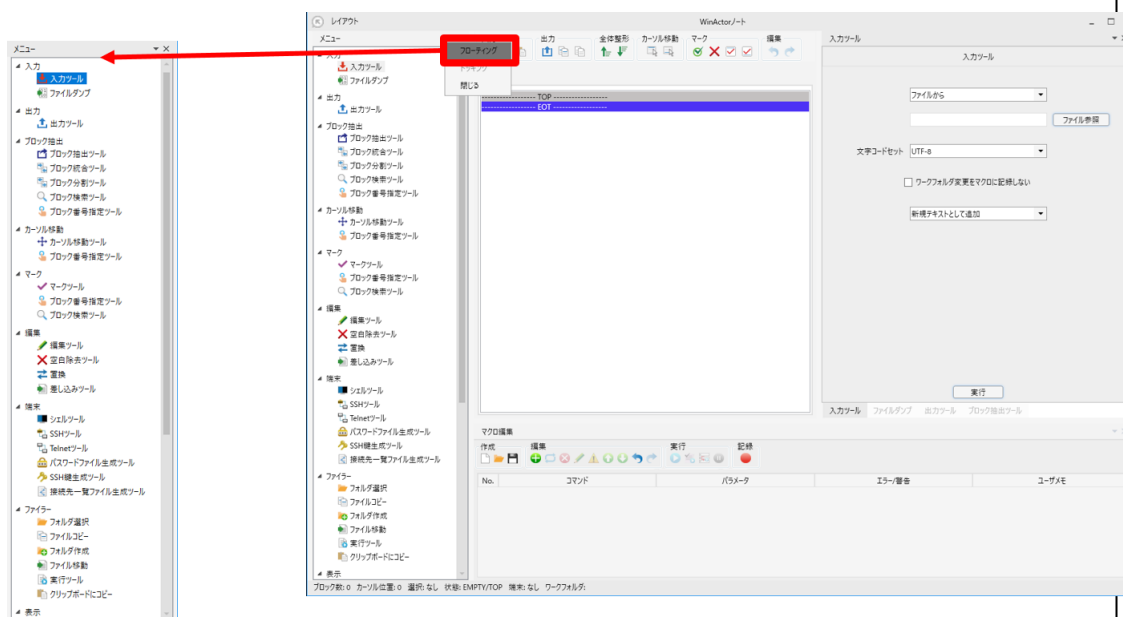 メニュー
入力
入力ツール
ファイルダンプ
出力
出力ツール
ブロック抽出
ブロック抽出ツール
ブロック統合ツール
ブロック分割ツール
ブロック検索ツール
ブロック番号指定ツール
カーソル移動
カーソル移動ツール
ブロック番号指定ツール
マーク
マークツール
ブロック番号指定ツール
ブロック検索ツール
編集
編集ツール
空白除去ツール
置換
差し込みツール
端末
シェルツール
SSHツール
Telnetツール
パスワードファイル生成ツール
SSH鍵生成ツール
接続先一覧ファイル生成ツール
ファイラー
フォルダ選択
ファイルコピー
フォルダ作成
ファイル移動
実行ツール
クリップボードにコピー
表示
レイアウト
WinActorノート
メニュー
フローティング
ドッキング
閉じる
入力ツール
ファイルダンプ
出力
出力ツール
ブロック抽出
ブロック抽出ツール
ブロック統合ツール
ブロック分割ツール
ブロック検索ツール
ブロック番号指定ツール
カーソル移動
カーソル移動ツール
ブロック番号指定ツール
マーク
マークツール
ブロック番号指定ツール
ブロック検索ツール
編集
編集ツール
空白除去ツール
置換
差し込みツール
端末
シェルツール
SSHツール
Telnetツール
パスワードファイル生成ツール
SSH鍵生成ツール
接続先一覧ファイル生成ツール
ファイラー
フォルダ選択
ファイルコピー
フォルダ作成
ファイル移動
実行ツール
クリップボードにコピー
表示
出力 全体整形 カーソル移動 マーク 編集
------------------ TOP ------------------
------------------ EOT ------------------
入力ツール
入力ツール
ファイルから
ファイル参照
文字コードセット UTF-8
ワークフォルダ変更をマクロに記録しない
新規テキストとして追加
実行
入力ツール ファイルダンプ 出力ツール ブロック抽出ツール
マクロ編集
作成 編集 実行 記録
No. コマンド パラメータ エラー/警告 ユーザメモ
ブロック数: 0 カーソル位置: 0 選択: なし 状態: EMPTY/TOP 端末: なし ワークフォルダ: